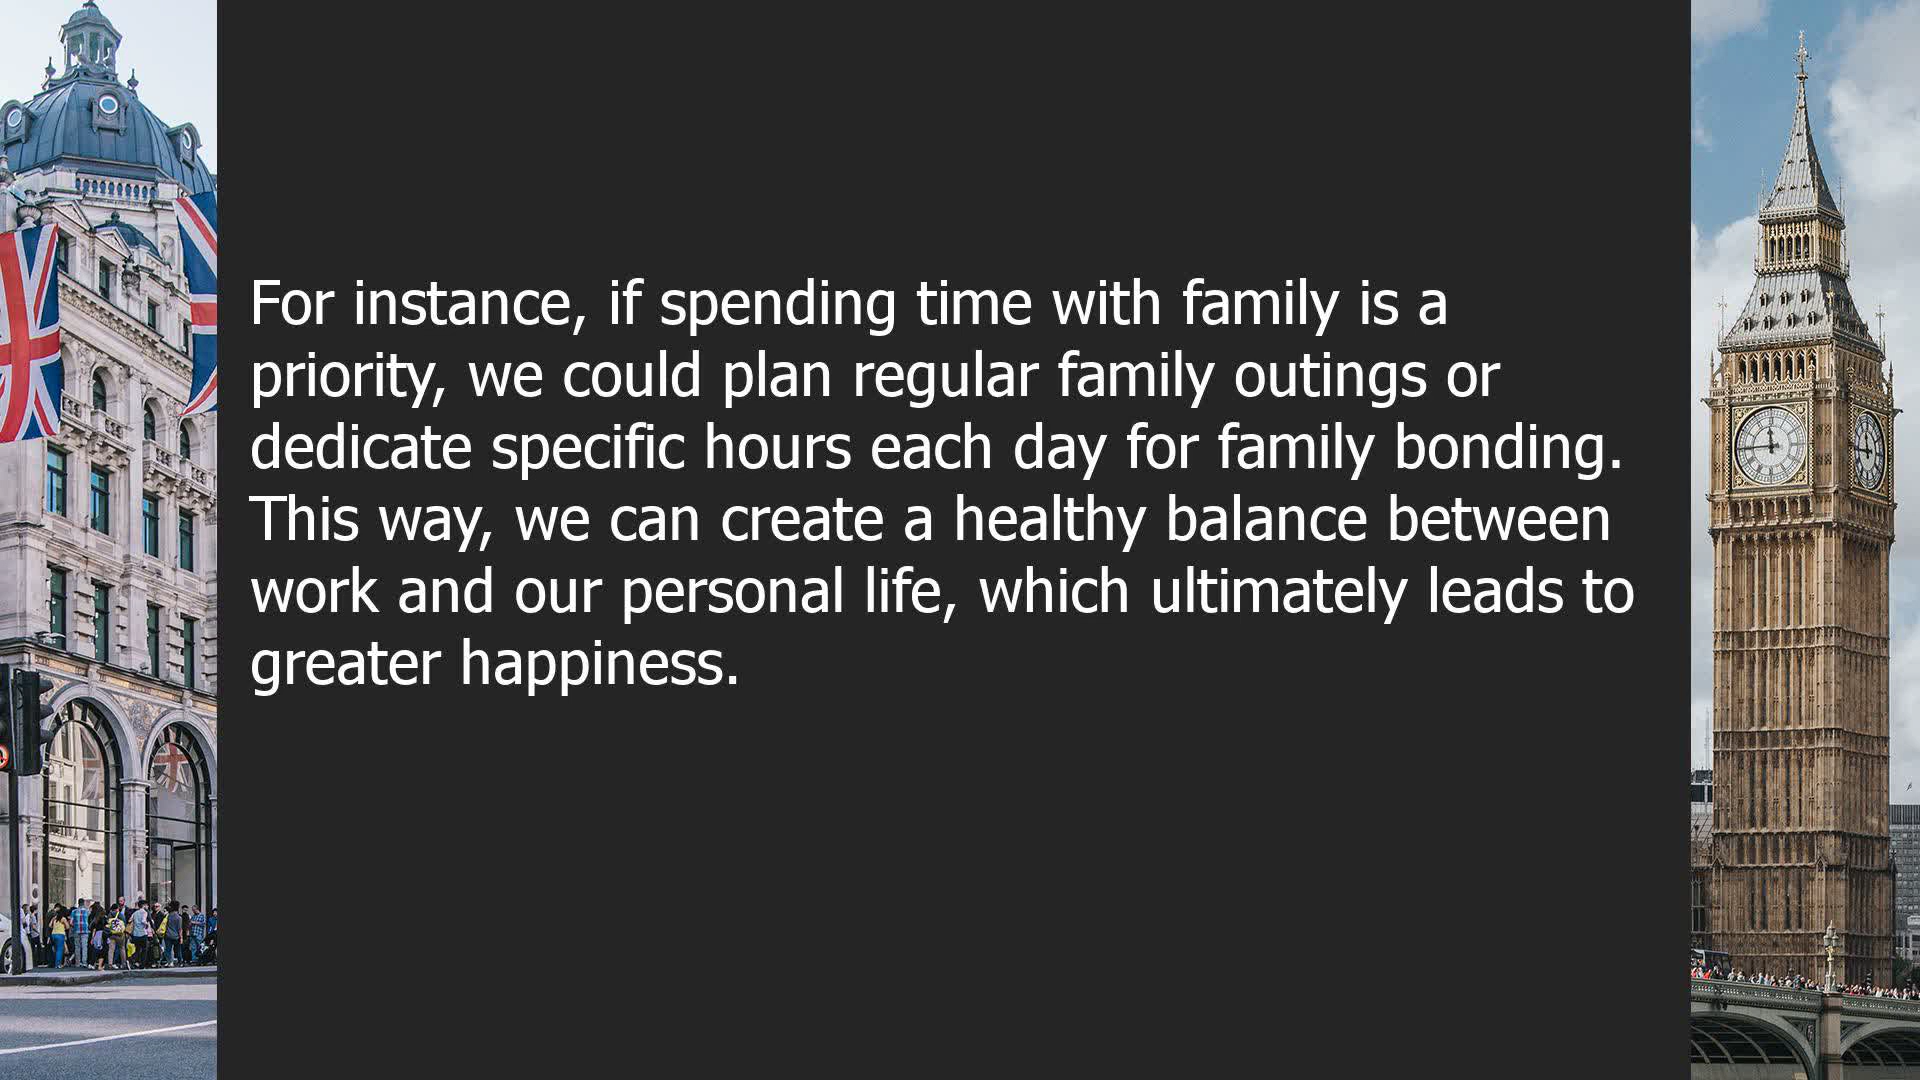 For instance, if spending time with family is a
priority, we could plan regular family outings or
dedicate specific hours each day for family bonding.
This way, we can create a healthy balance between
work and our personal life, which ultimately leads to
greater happiness.